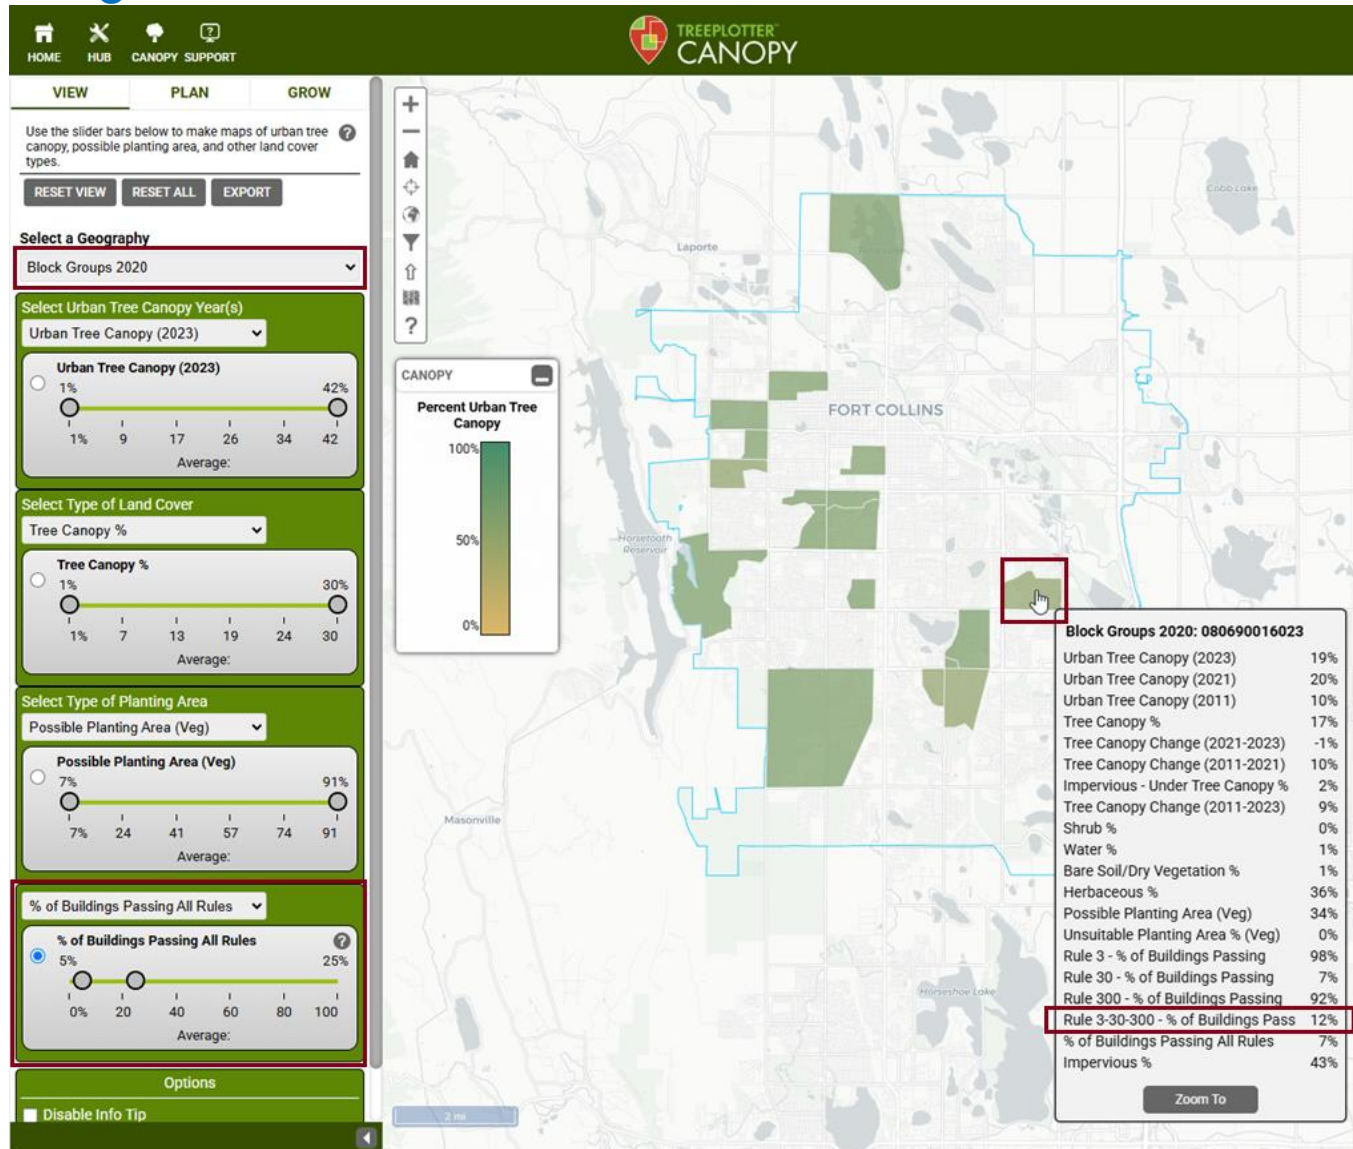 HOME HUB CANOPY SUPPORT
TREEPLOTTER™
CANOPY
VIEW PLAN GROW
Use the slider bars below to make maps of urban tree
canopy, possible planting area, and other land cover
types.
?
RESET VIEW RESET ALL EXPORT
Select a Geography
Block Groups 2020
Select Urban Tree Canopy Year(s)
Urban Tree Canopy (2023)
Urban Tree Canopy (2023)
1% 42%
1% 9 17 26 34 42
Average:
Select Type of Land Cover
Tree Canopy %
Tree Canopy %
1% 30%
1% 7 13 19 24 30
Average:
Select Type of Planting Area
Possible Planting Area (Veg)
Possible Planting Area (Veg)
7% 91%
7% 24 41 57 74 91
Average:
% of Buildings Passing All Rules
% of Buildings Passing All Rules ?
5% 25%
0% 20 40 60 80 100
Average:
Options
Disable Info Tip
+
−
?
CANOPY
Percent Urban Tree
Canopy
100%
50%
0%
Cobb Lake
Laporte
FORT COLLINS
Horsetooth
Reservoir
Masonville
Horseshoe Lake
2 mi
Block Groups 2020: 080690016023
Urban Tree Canopy (2023) 19%
Urban Tree Canopy (2021) 20%
Urban Tree Canopy (2011) 10%
Tree Canopy % 17%
Tree Canopy Change (2021-2023) -1%
Tree Canopy Change (2011-2021) 10%
Impervious - Under Tree Canopy % 2%
Tree Canopy Change (2011-2023) 9%
Shrub % 0%
Water % 1%
Bare Soil/Dry Vegetation % 1%
Herbaceous % 36%
Possible Planting Area (Veg) 34%
Unsuitable Planting Area % (Veg) 0%
Rule 3 - % of Buildings Passing 98%
Rule 30 - % of Buildings Passing 7%
Rule 300 - % of Buildings Passing 92%
Rule 3-30-300 - % of Buildings Pass 12%
% of Buildings Passing All Rules 7%
Impervious % 43%
Zoom To